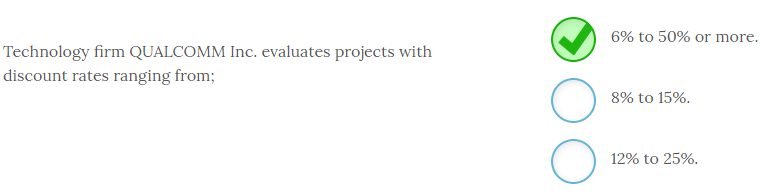 Technology firm QUALCOMM Inc. evaluates projects with
discount rates ranging from;
6% to 50% or more.
8% to 15%.
12% to 25%.